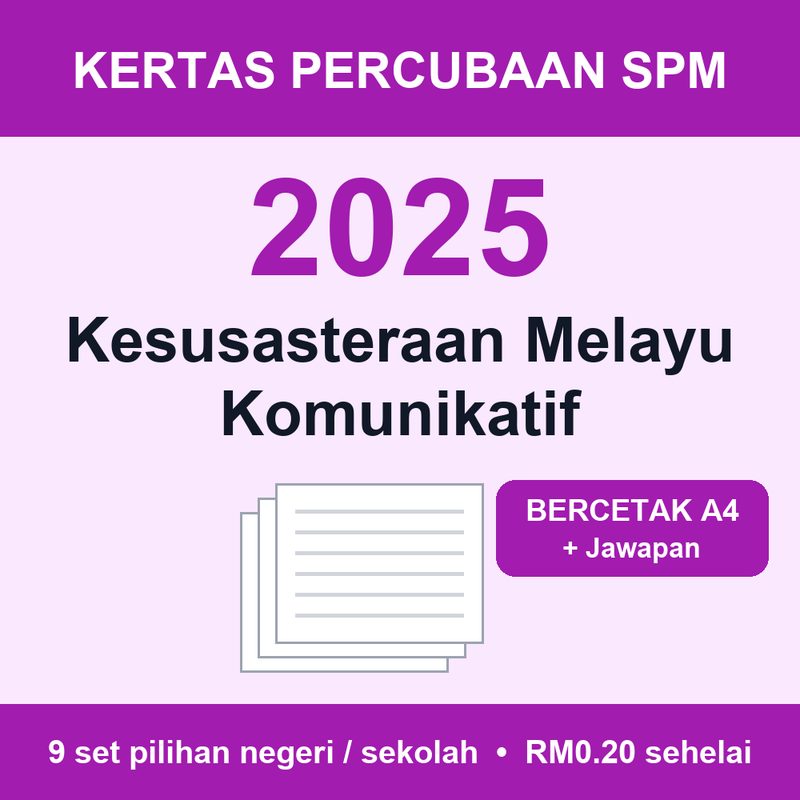 KERTAS PERCUBAAN SPM
2025
Kesusasteraan Melayu
Komunikatif
BERCETAK A4
+ Jawapan
9 set pilihan negeri / sekolah • RM0.20 sehelai